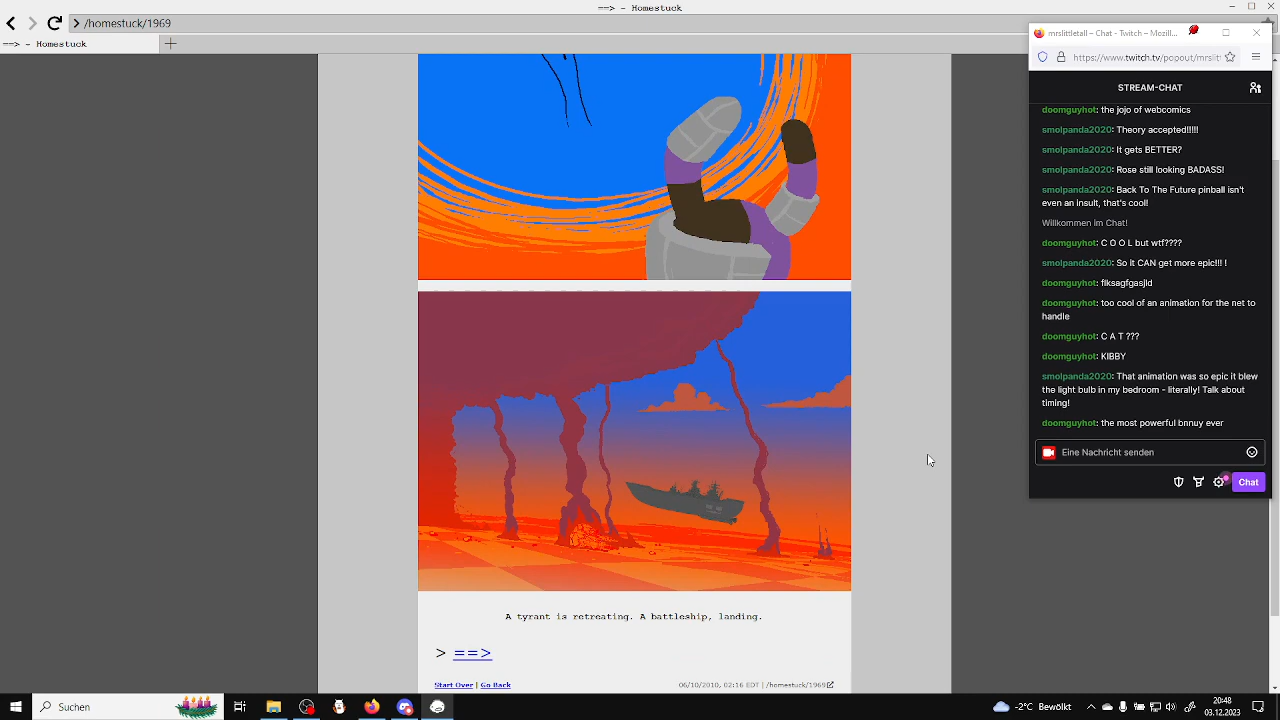 ==> - Homestuck
/homestuck/1969
==> - Homestuck
mrslittletall – Chat - Twitch — Mozill...
https://www.twitch.tv/popout/mrslit
STREAM-CHAT
doomguyhot: the jojo of webcomics
smolpanda2020: Theory accepted!!!!!
smolpanda2020: It gets BETTER?
smolpanda2020: Rose still looking BADASS!
smolpanda2020: Back To The Future pinball isn't
even an insult, that's cool!
Willkommen im Chat!
doomguyhot: C O O L but wtf????
smolpanda2020: So it CAN get more epic!!! !
doomguyhot: fIksagfgasjld
doomguyhot: too cool of an animation for the net to
handle
doomguyhot: C A T ???
doomguyhot: KIBBY
smolpanda2020: That animation was so epic it blew
the light bulb in my bedroom - literally! Talk about
timing!
doomguyhot: the most powerful bnnuy ever
Eine Nachricht senden
Chat
A tyrant is retreating. A battleship, landing.
> ==>
Start Over | Go Back
06/10/2010, 02:16 EDT | /homestuck/1969
Suchen
-2°C Bewölkt
20:48
03.12.2023